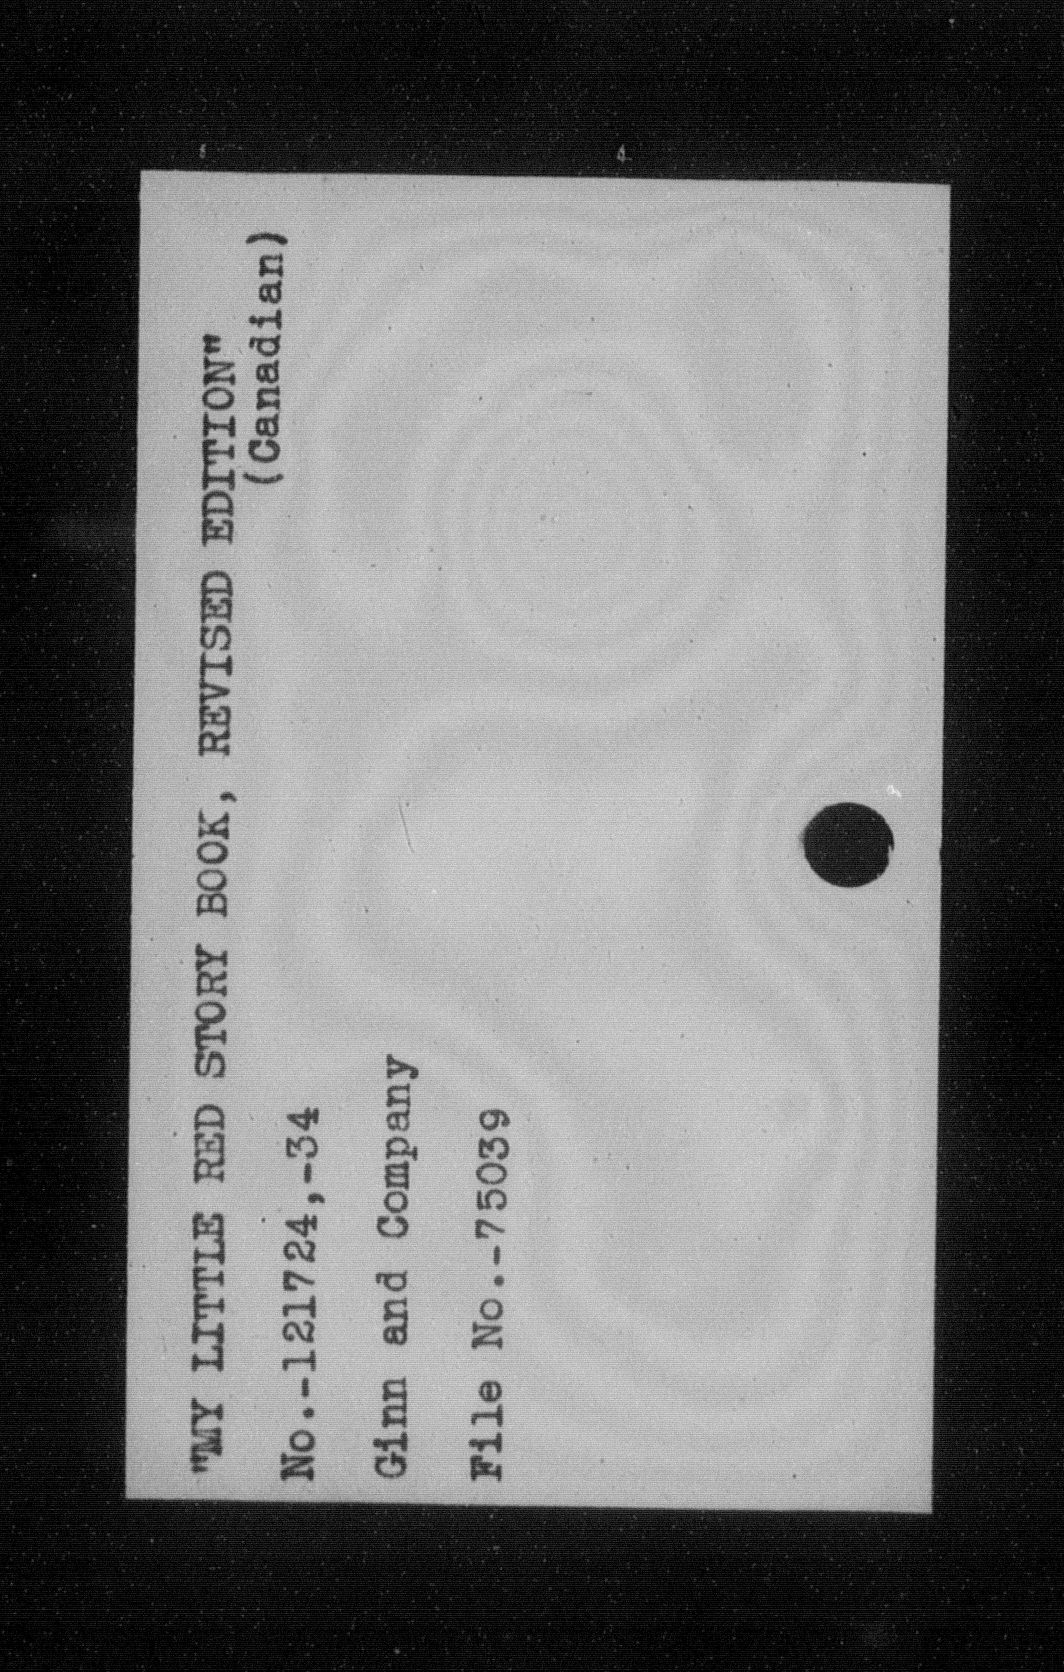 "MY LITTLE RED STORY BOOK, REVISED EDITION"
(Canadian)
No.-121724,-34
Ginn and Company
File No.-75039